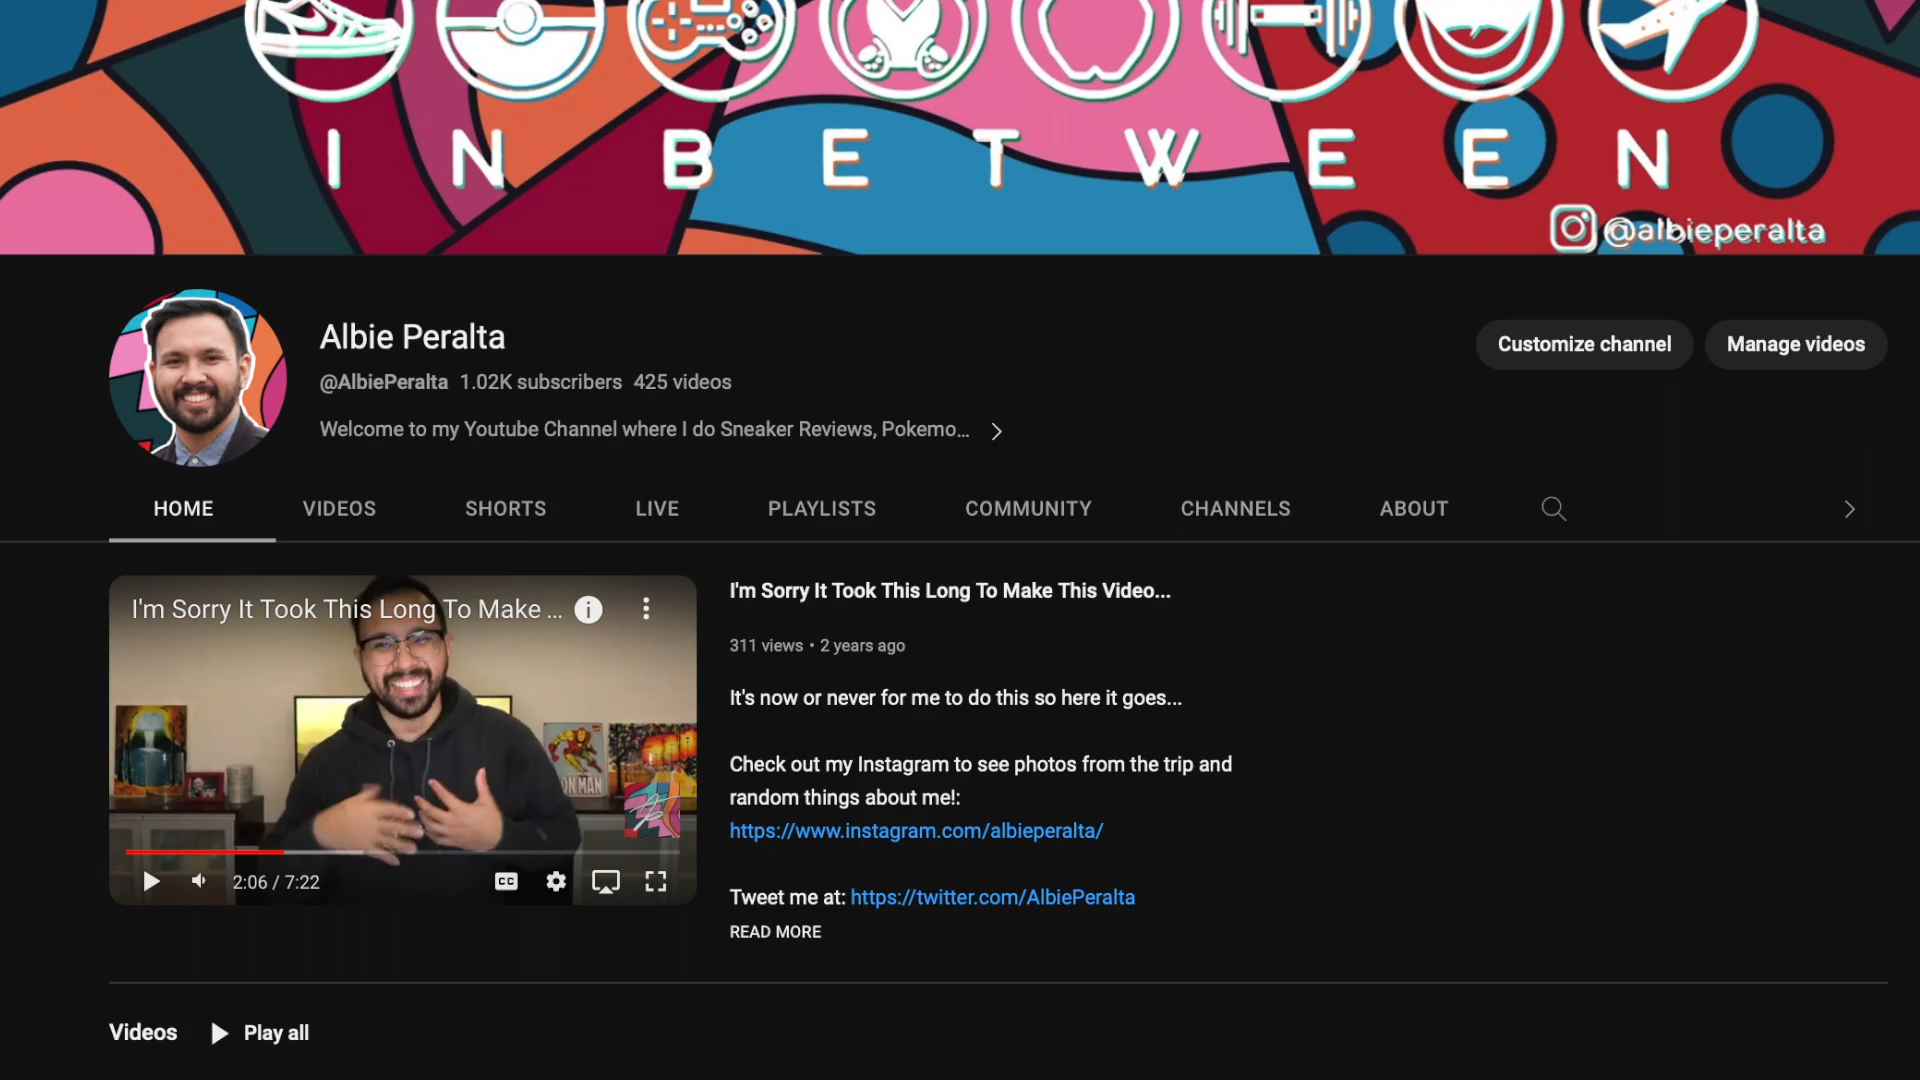 INBETWEEN
@albieperalta
Albie Peralta
@AlbiePeralta 1.02K subscribers 425 videos
Welcome to my Youtube Channel where I do Sneaker Reviews, Pokemo...
Customize channel
Manage videos
HOME VIDEOS SHORTS LIVE PLAYLISTS COMMUNITY CHANNELS ABOUT
I'm Sorry It Took This Long To Make ...
i
ON MAN
2:06 / 7:22
CC
I'm Sorry It Took This Long To Make This Video...
311 views • 2 years ago
It's now or never for me to do this so here it goes...
Check out my Instagram to see photos from the trip and
random things about me!:
https://www.instagram.com/albieperalta/
Tweet me at: https://twitter.com/AlbiePeralta
READ MORE
Videos Play all